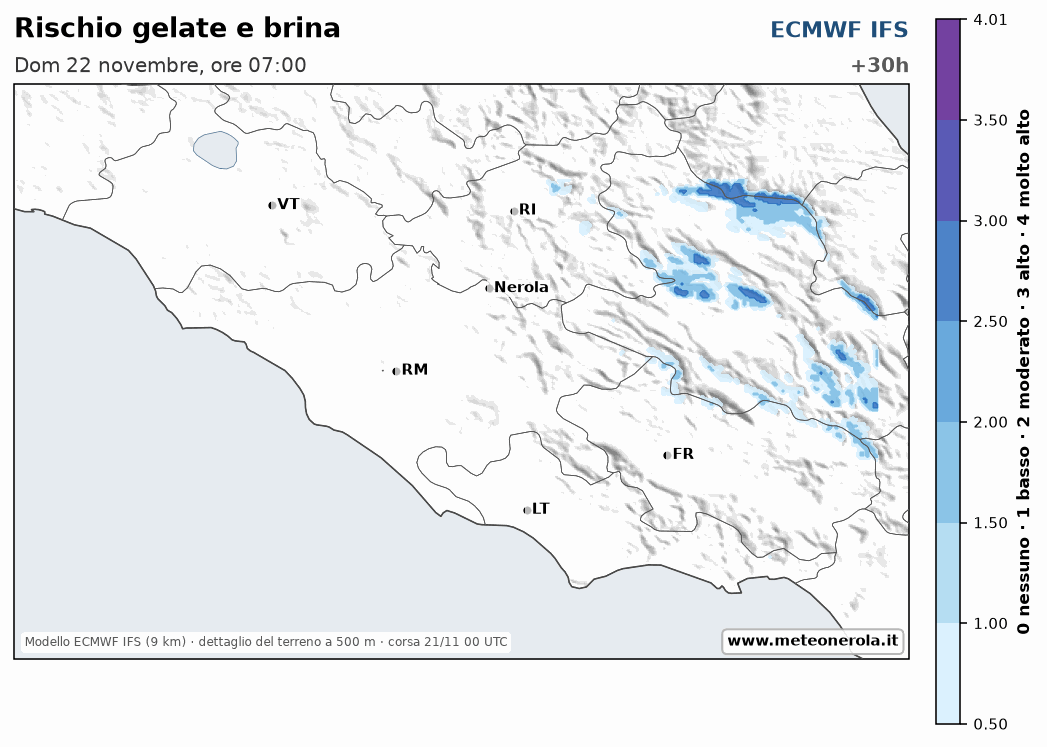 Rischio gelate e brina
ECMWF IFS
Dom 22 novembre, ore 07:00
+30h
VT
RI
Nerola
RM
FR
LT
Modello ECMWF IFS (9 km) · dettaglio del terreno a 500 m · corsa 21/11 00 UTC
www.meteonerola.it
4.01
3.50
3.00
2.50
2.00
1.50
1.00
0.50
0 nessuno · 1 basso · 2 moderato · 3 alto · 4 molto alto